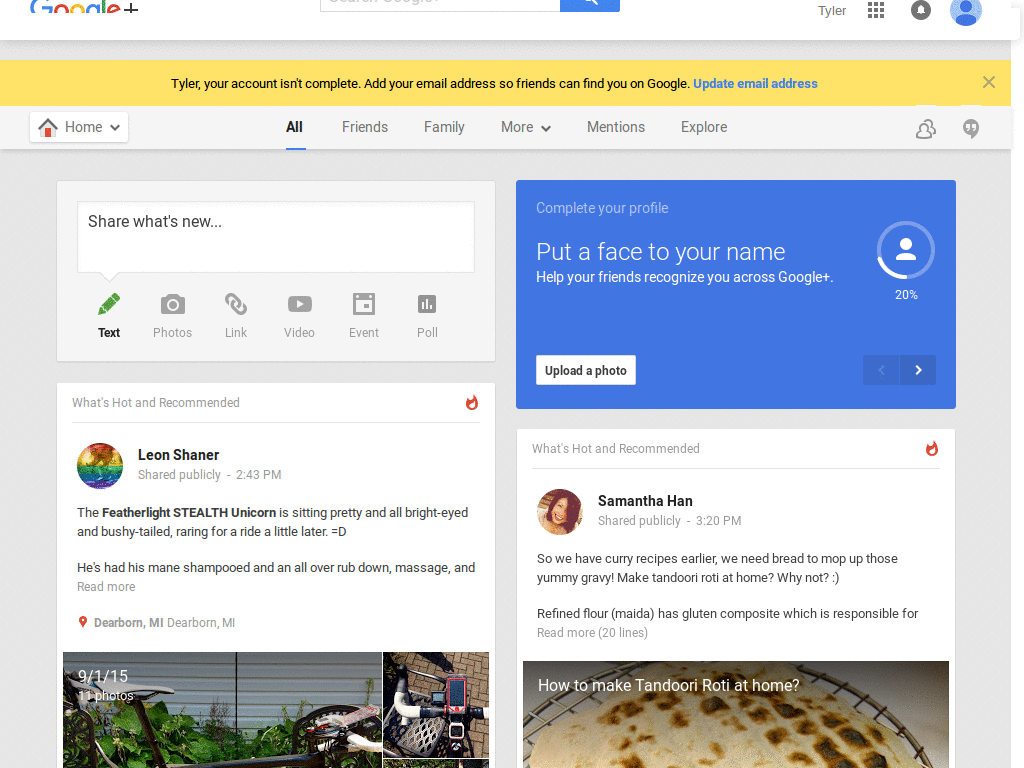 Google+
Search Google+
Tyler
Tyler, your account isn't complete. Add your email address so friends can find you on Google. Update email address
Home
All
Friends
Family
More
Mentions
Explore
Share what's new...
Text
Photos
Link
Video
Event
Poll
Complete your profile
Put a face to your name
Help your friends recognize you across Google+.
20%
Upload a photo
What's Hot and Recommended
Leon Shaner
Shared publicly - 2:43 PM
The Featherlight STEALTH Unicorn is sitting pretty and all bright-eyed
and bushy-tailed, raring for a ride a little later. =D
He's had his mane shampooed and an all over rub down, massage, and
Read more
Dearborn, MI Dearborn, MI
9/1/15
11 photos
What's Hot and Recommended
Samantha Han
Shared publicly - 3:20 PM
So we have curry recipes earlier, we need bread to mop up those
yummy gravy! Make tandoori roti at home? Why not? :)
Refined flour (maida) has gluten composite which is responsible for
Read more (20 lines)
How to make Tandoori Roti at home?